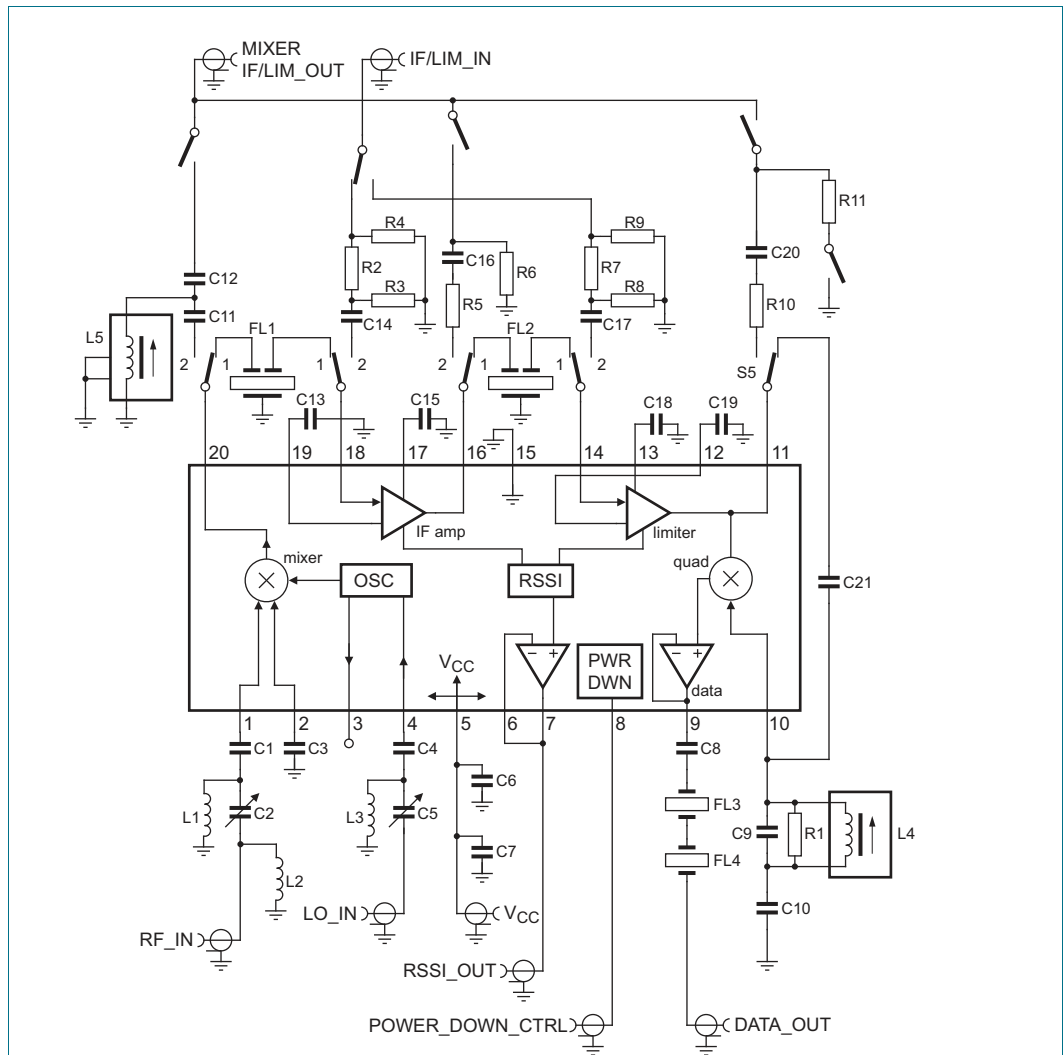 MIXER
IF/LIM_OUT
IF/LIM_IN
R11
R4
R9
C12
R2
C16
R6
R7
C20
R3
R8
C11
R5
R10
L5
C14
C17
FL1
FL2
2
1
1
2
2
1
1
2
S5
C13
C15
C18
C19
20
19
18
17
16
15
14
13
12
11
IF amp
limiter
mixer
quad
OSC
RSSI
C21
VCC
− +
PWR
DWN
− +
data
1
2
3
4
5
6
7
8
9
10
C1
C3
C4
C8
C6
L1
C2
L3
C5
FL3
C9
R1
L4
C7
FL4
L2
C10
LO_IN
VCC
RF_IN
RSSI_OUT
POWER_DOWN_CTRL
DATA_OUT